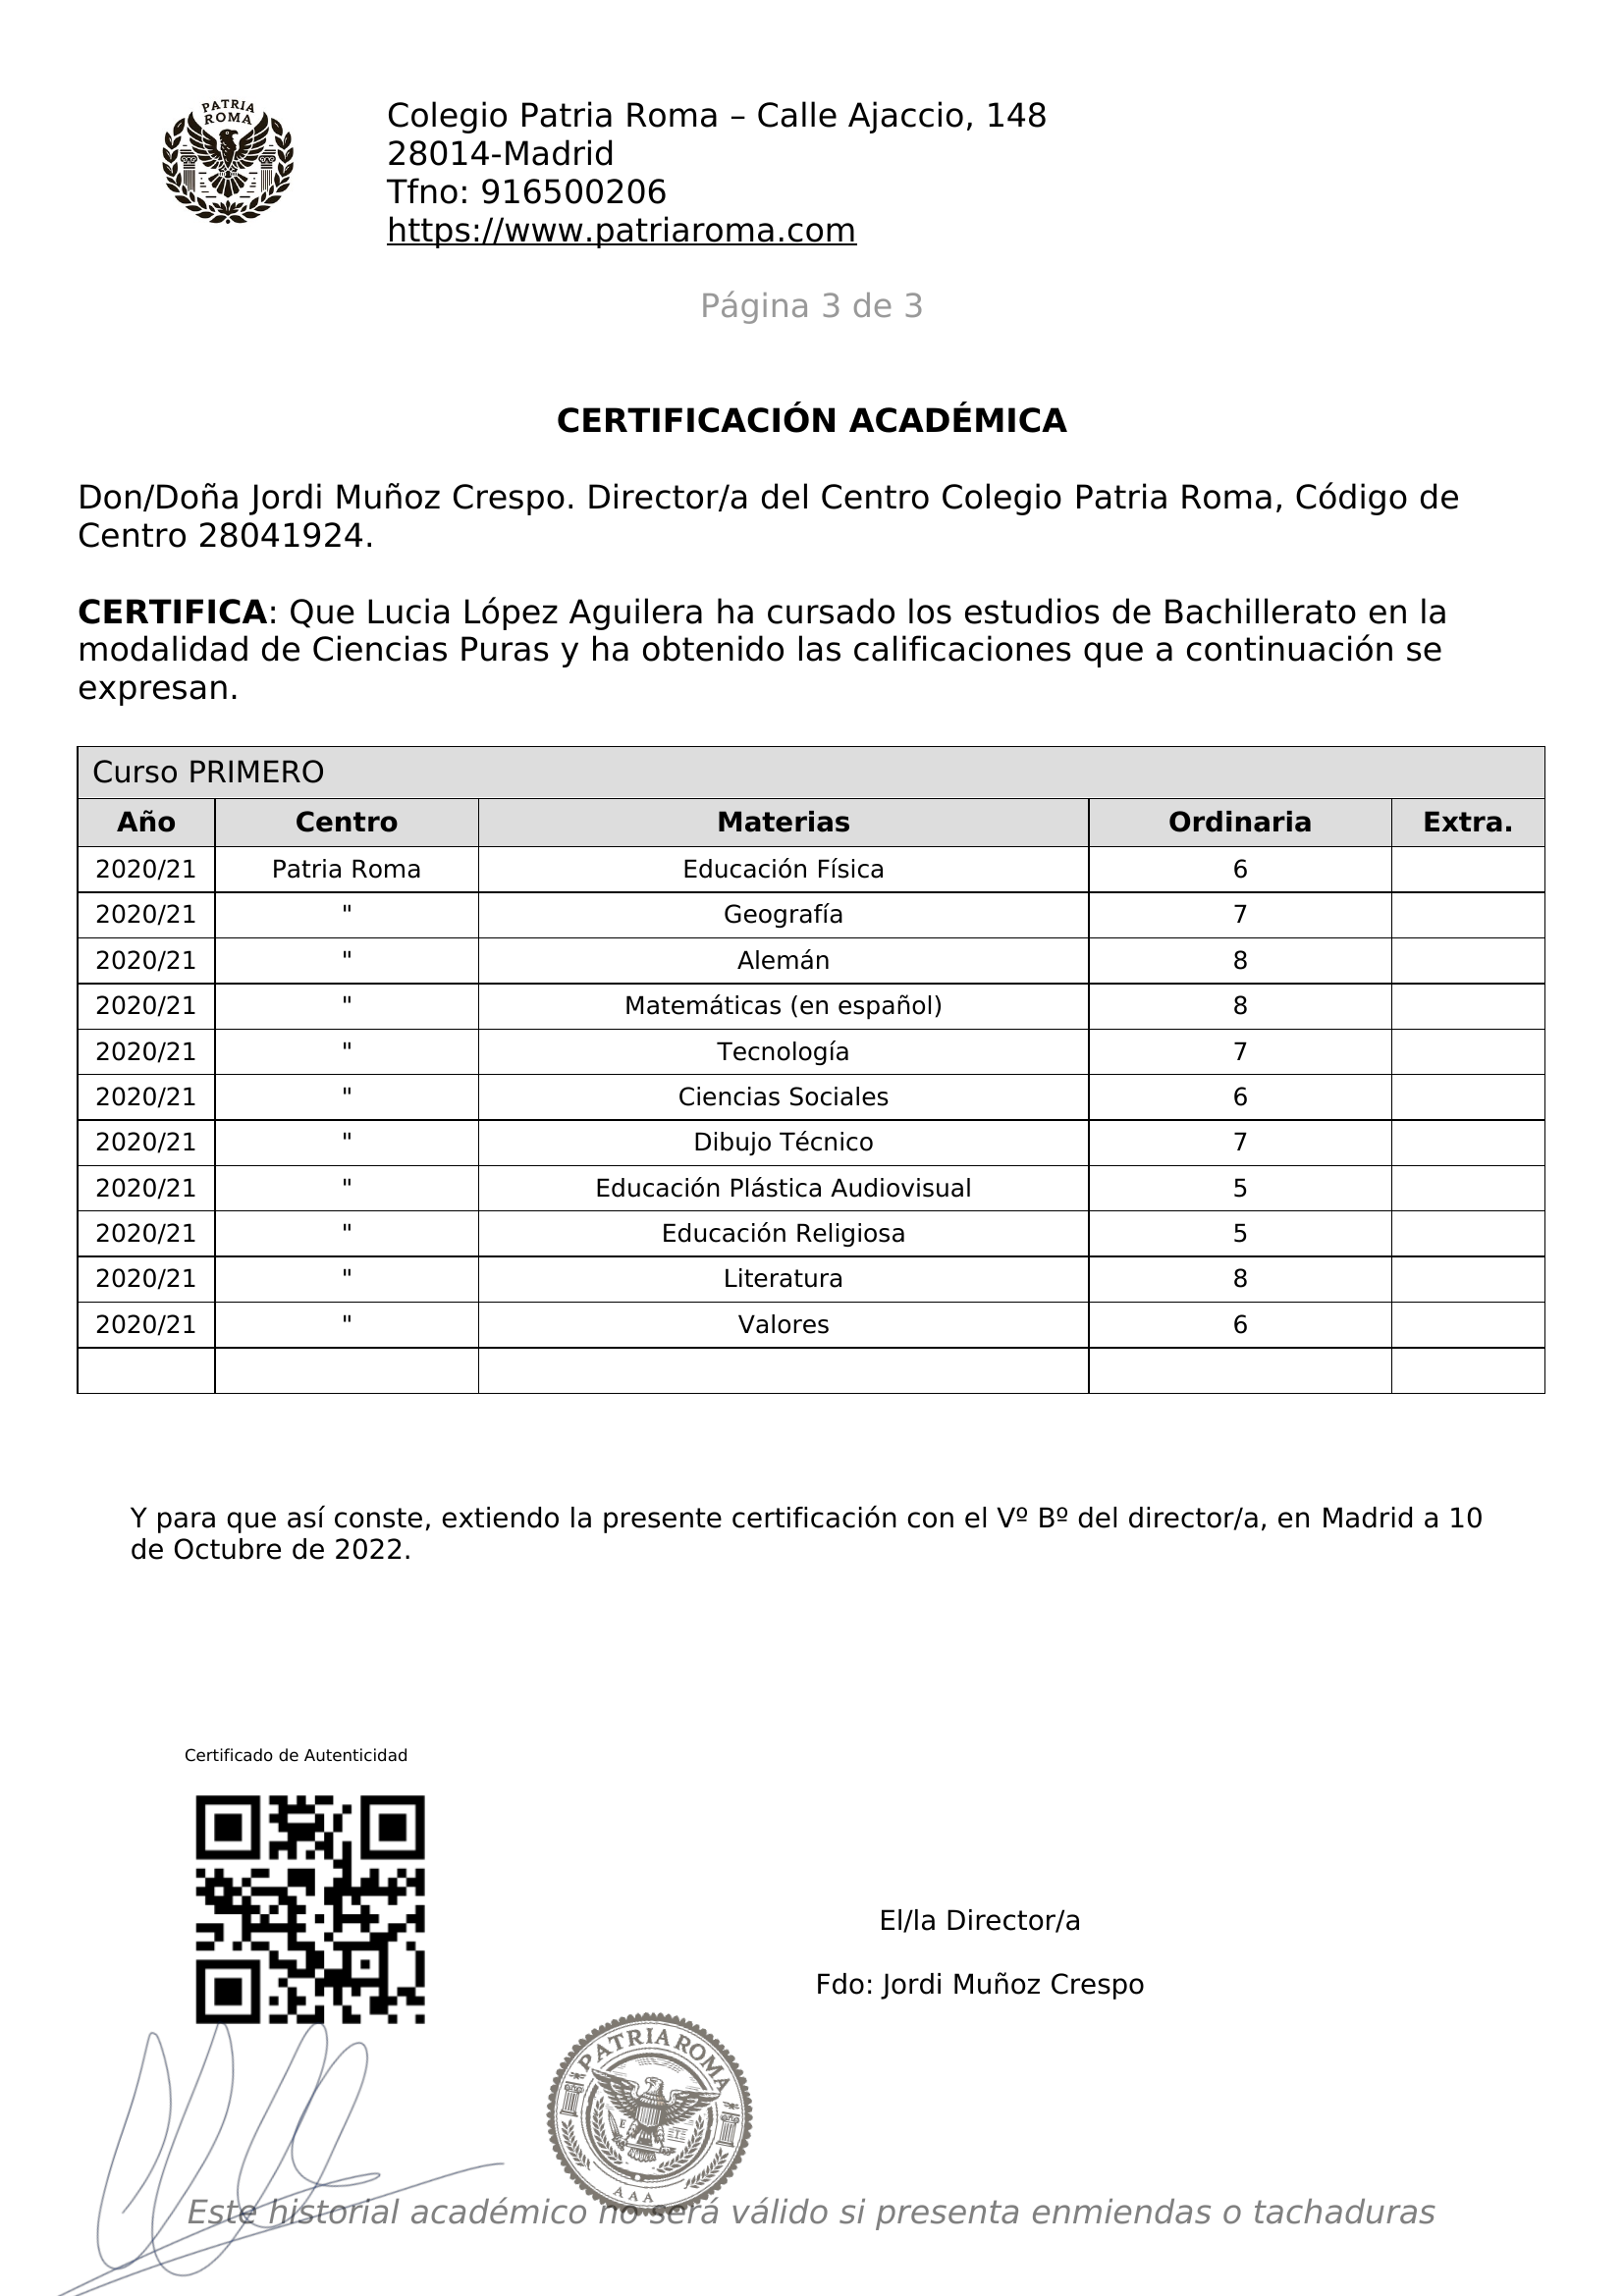 PATRIA
ROMA
Colegio Patria Roma – Calle Ajaccio, 148
28014-Madrid
Tfno: 916500206
https://www.patriaroma.com
Página 3 de 3
CERTIFICACIÓN ACADÉMICA
Don/Doña Jordi Muñoz Crespo. Director/a del Centro Colegio Patria Roma, Código de
Centro 28041924.
CERTIFICA: Que Lucia López Aguilera ha cursado los estudios de Bachillerato en la
modalidad de Ciencias Puras y ha obtenido las calificaciones que a continuación se
expresan.
Curso PRIMERO
Año Centro Materias Ordinaria Extra.
2020/21 Patria Roma Educación Física 6
2020/21 " Geografía 7
2020/21 " Alemán 8
2020/21 " Matemáticas (en español) 8
2020/21 " Tecnología 7
2020/21 " Ciencias Sociales 6
2020/21 " Dibujo Técnico 7
2020/21 " Educación Plástica Audiovisual 5
2020/21 " Educación Religiosa 5
2020/21 " Literatura 8
2020/21 " Valores 6
Y para que así conste, extiendo la presente certificación con el Vº Bº del director/a, en Madrid a 10
de Octubre de 2022.
Certificado de Autenticidad
El/la Director/a
Fdo: Jordi Muñoz Crespo
PATRIA ROMA
AAA
Este historial académico no será válido si presenta enmiendas o tachaduras